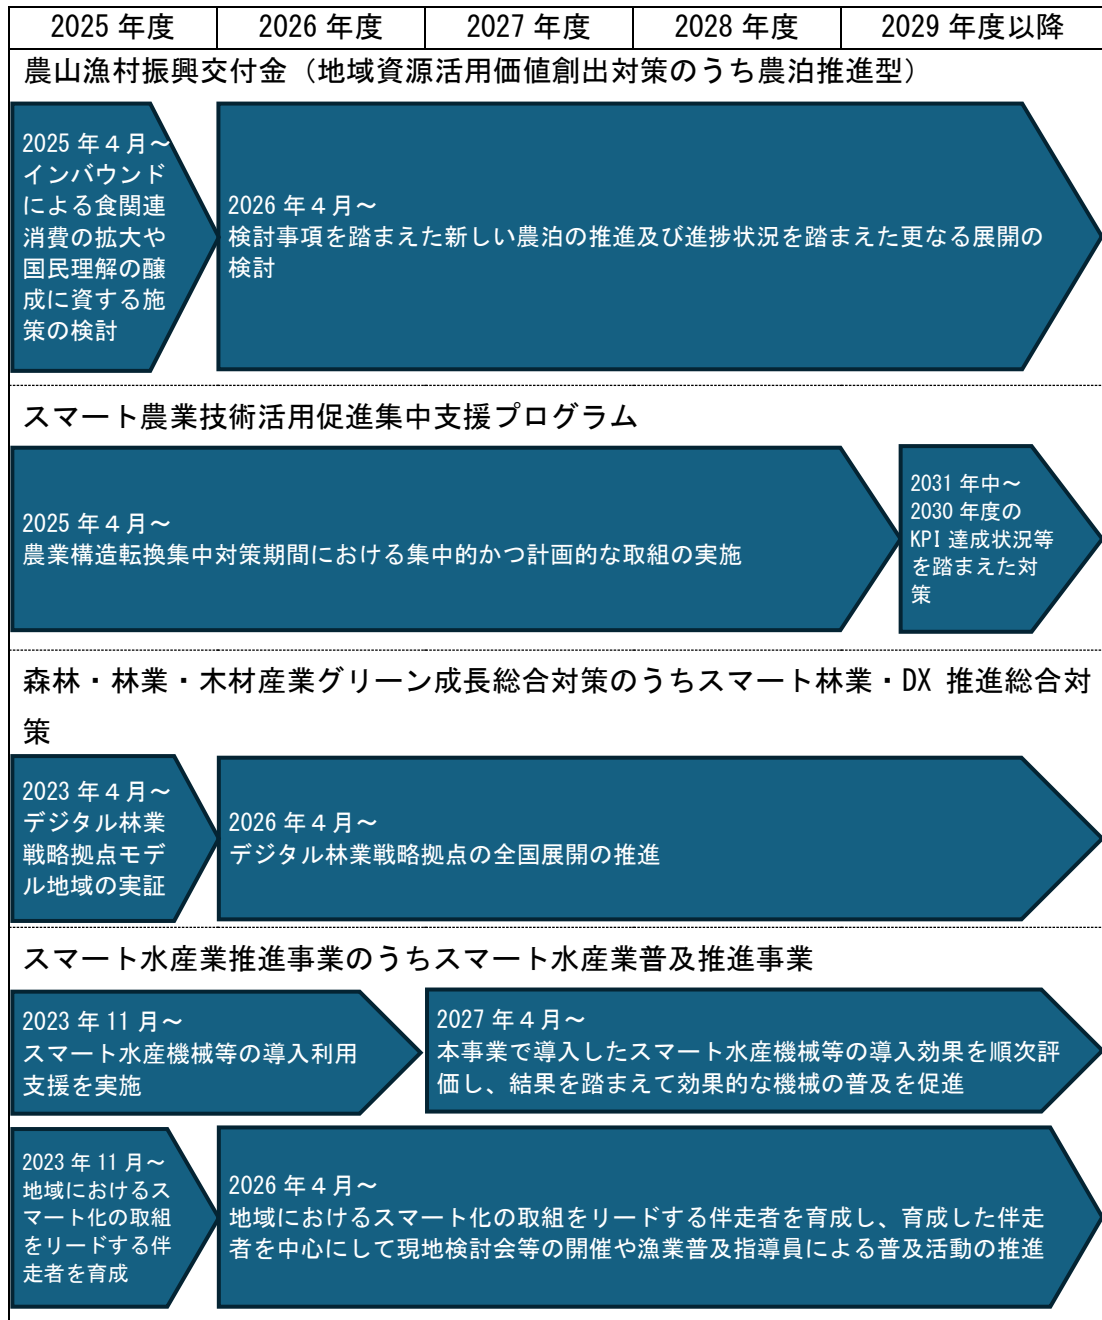 2025 年度 2026 年度 2027 年度 2028 年度 2029 年度以降
農山漁村振興交付金（地域資源活用価値創出対策のうち農泊推進型）
2025 年４月～
インバウンド
による食関連
消費の拡大や
国民理解の醸
成に資する施
策の検討
2026 年４月～
検討事項を踏まえた新しい農泊の推進及び進捗状況を踏まえた更なる展開の
検討
スマート農業技術活用促進集中支援プログラム
2025 年４月～
農業構造転換集中対策期間における集中的かつ計画的な取組の実施
2031 年中～
2030 年度の
KPI 達成状況等
を踏まえた対
策
森林・林業・木材産業グリーン成長総合対策のうちスマート林業・DX 推進総合対
策
2023 年４月～
デジタル林業
戦略拠点モデ
ル地域の実証
2026 年４月～
デジタル林業戦略拠点の全国展開の推進
スマート水産業推進事業のうちスマート水産業普及推進事業
2023 年 11 月～
スマート水産機械等の導入利用
支援を実施
2027 年４月～
本事業で導入したスマート水産機械等の導入効果を順次評
価し、結果を踏まえて効果的な機械の普及を促進
2023 年 11 月～
地域におけるス
マート化の取組
をリードする伴
走者を育成
2026 年４月～
地域におけるスマート化の取組をリードする伴走者を育成し、育成した伴走
者を中心にして現地検討会等の開催や漁業普及指導員による普及活動の推進